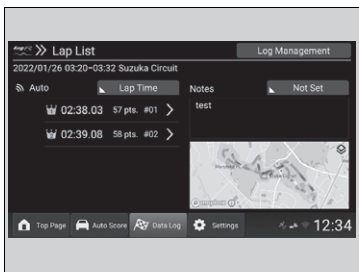 Lap List
Log Management
2022/01/26 03:20-03:32 Suzuka Circuit
Auto
Lap Time
Notes
Not Set
02:38.03 57 pts. #01
test
02:39.08 58 pts. #02
mapbox
Top Page
Auto Score
Data Log
Settings
12:34